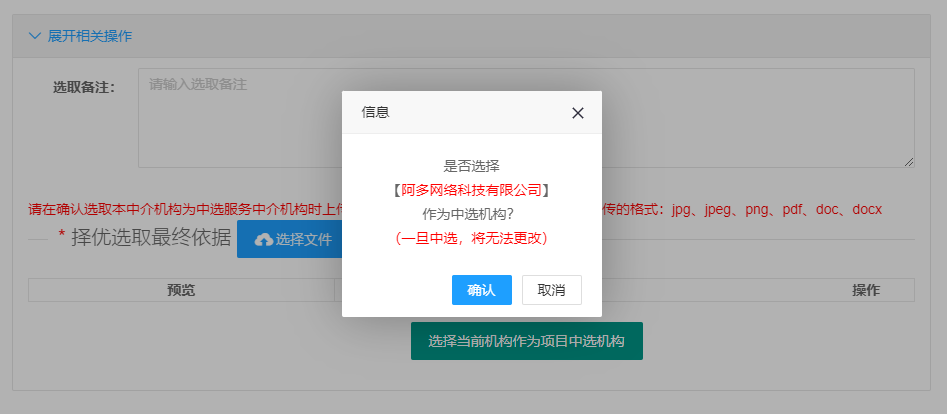 展开相关操作
选取备注：
请输入选取备注
信息
是否选择
【阿多网络科技有限公司】
作为中选机构?
（一旦中选，将无法更改）
确认
取消
请在确认选取本中介机构为中选服务中介机构时上传
传的格式：jpg、jpeg、png、pdf、doc、docx
* 择优选取最终依据 选择文件
预览
操作
选择当前机构作为项目中选机构